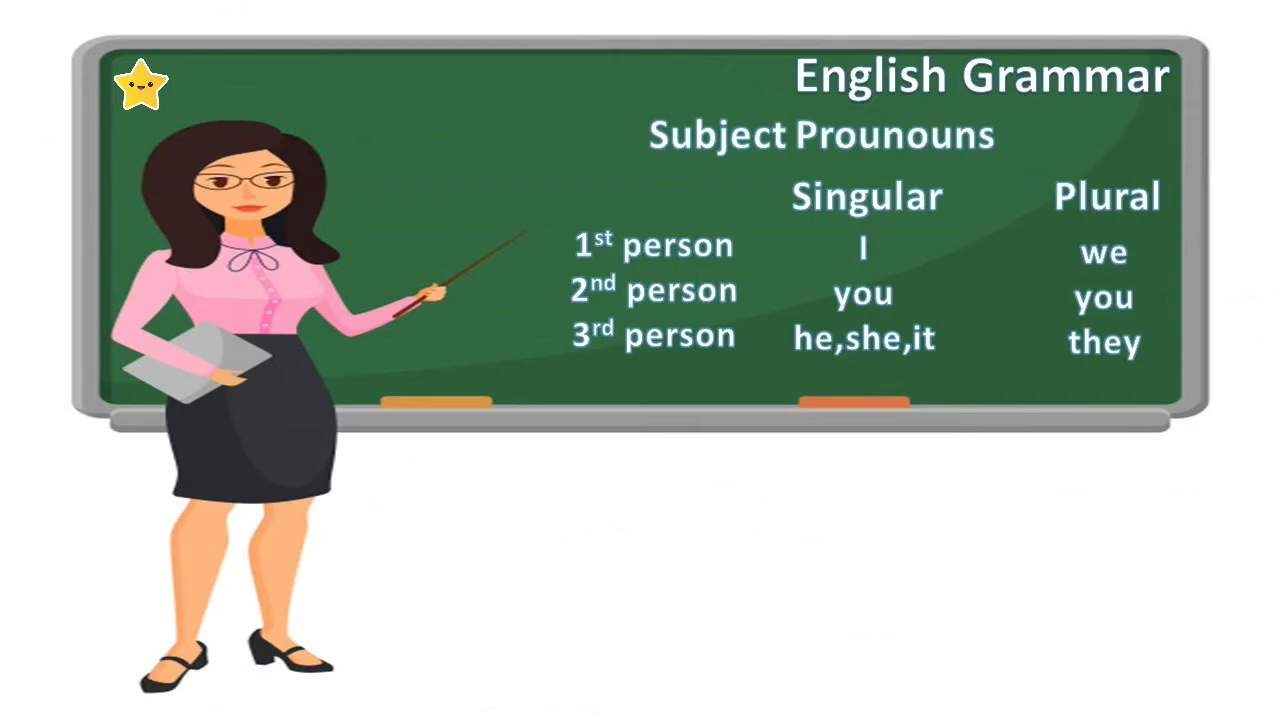 English Grammar
Subject Prounouns
Singular Plural
1st person I we
2nd person you you
3rd person he,she,it they